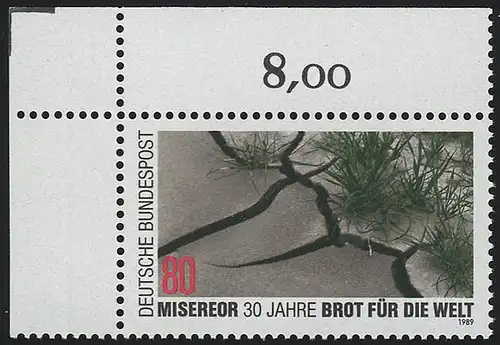 8,00
DEUTSCHE BUNDESPOST
80
MISEREOR 30 JAHRE BROT FÜR DIE WELT
1989